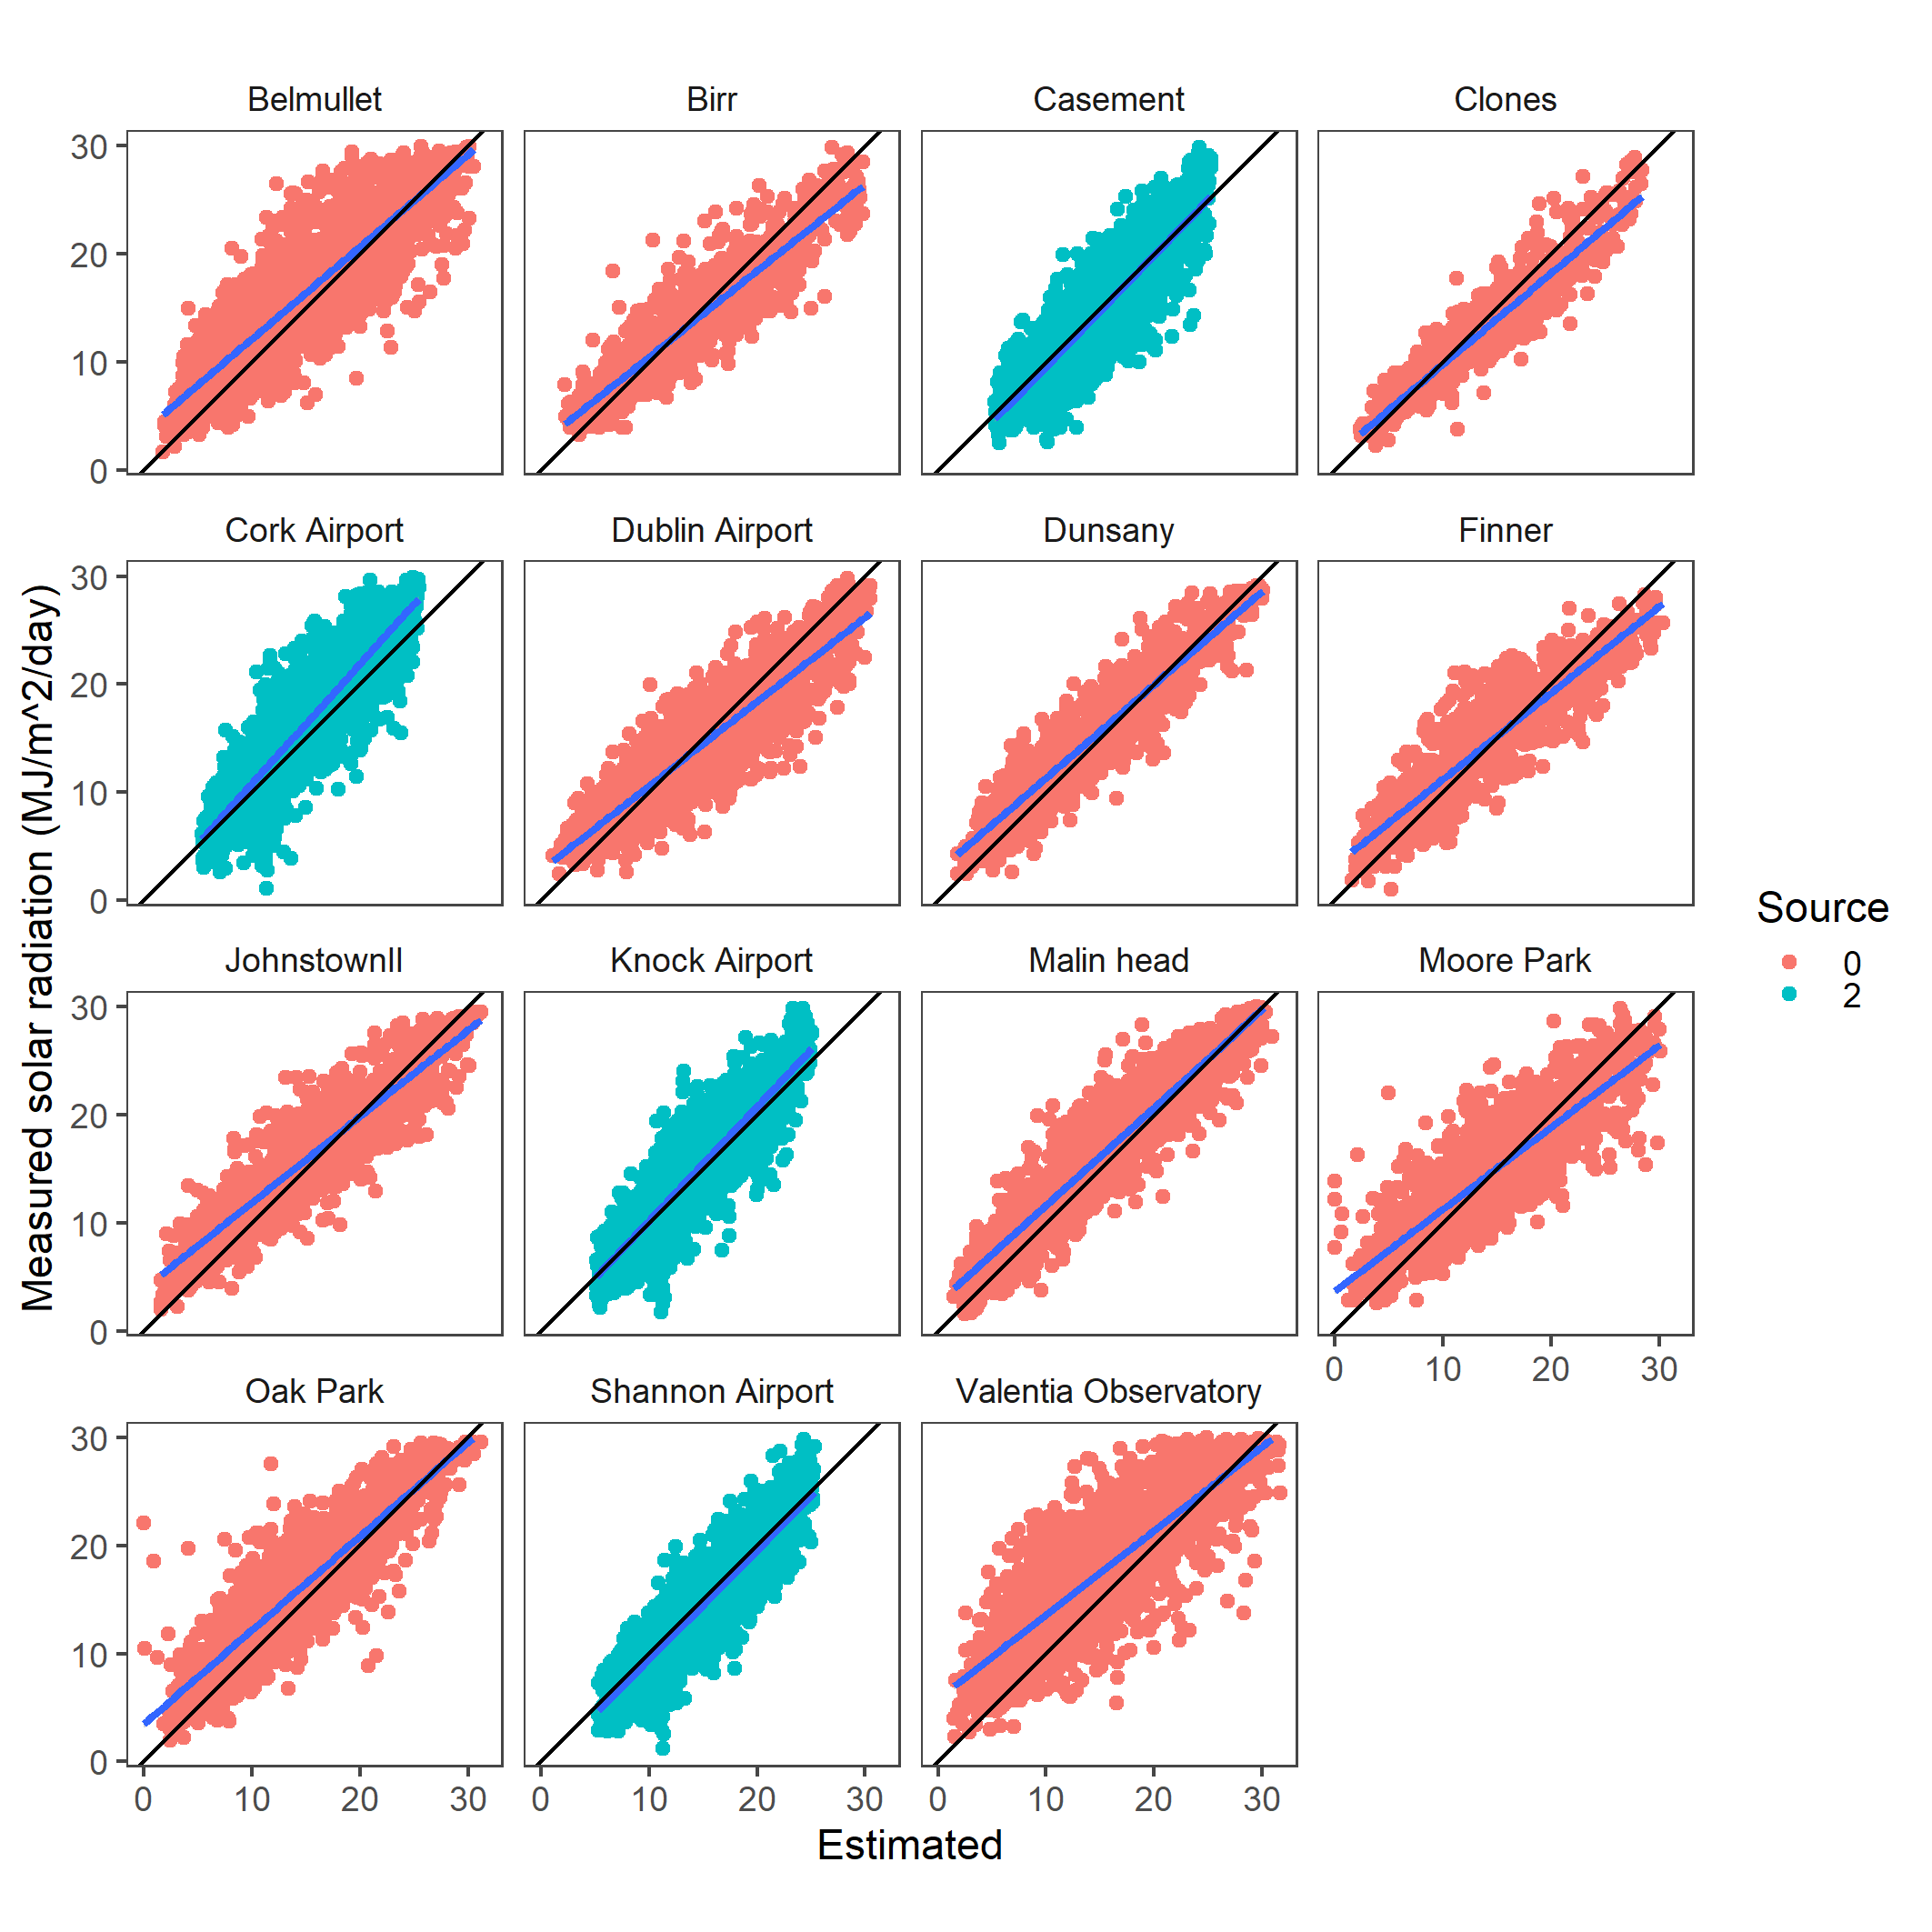 Belmullet Birr Casement Clones
30
20
10
0
Cork Airport Dublin Airport Dunsany Finner
30
20
10
0
Measured solar radiation (MJ/m^2/day)
Source
0
2
JohnstownII Knock Airport Malin head Moore Park
30
20
10
0
0 10 20 30
Oak Park Shannon Airport Valentia Observatory
30
20
10
0
0 10 20 30 0 10 20 30 0 10 20 30
Estimated